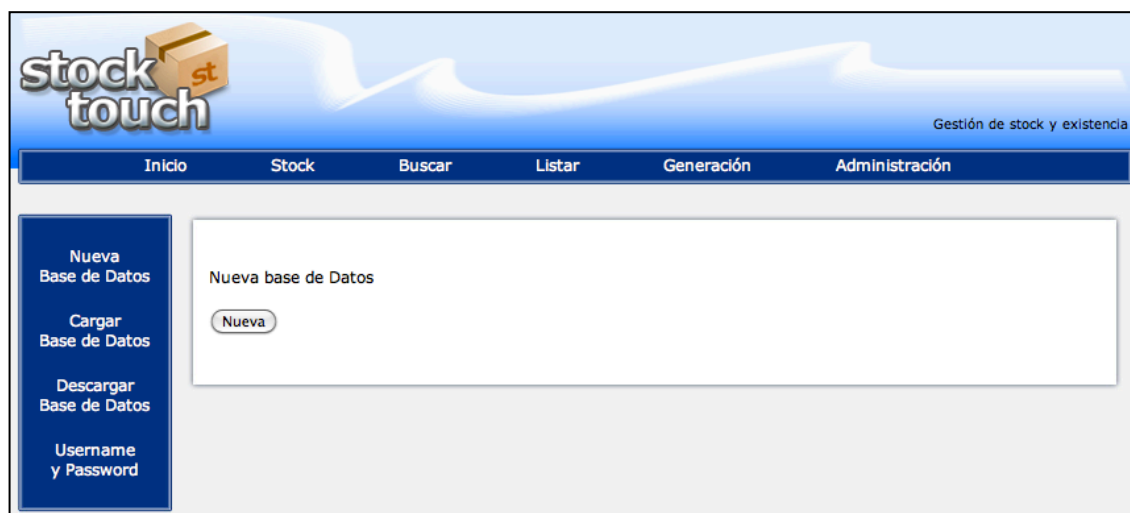 stock
st
touch
Gestión de stock y existencia
Inicio Stock Buscar Listar Generación Administración
Nueva
Base de Datos
Cargar
Base de Datos
Descargar
Base de Datos
Username
y Password
Nueva base de Datos
Nueva